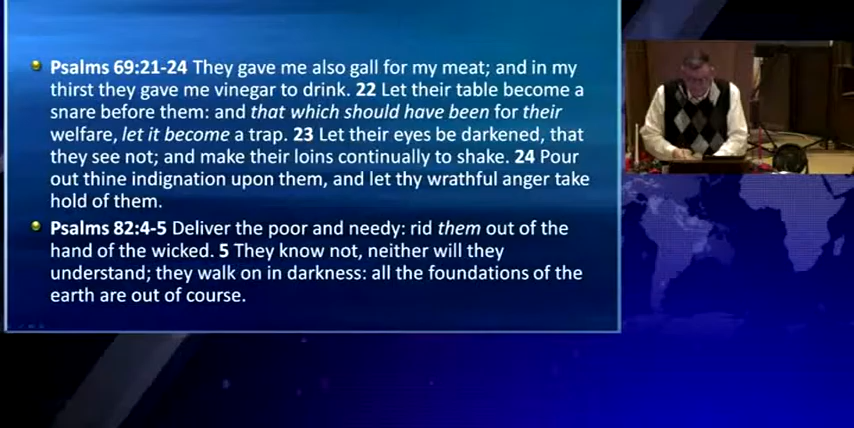 Psalms 69:21-24 They gave me also gall for my meat; and in my
thirst they gave me vinegar to drink. 22 Let their table become a
snare before them: and that which should have been for their
welfare, let it become a trap. 23 Let their eyes be darkened, that
they see not; and make their loins continually to shake. 24 Pour
out thine indignation upon them, and let thy wrathful anger take
hold of them.
Psalms 82:4-5 Deliver the poor and needy: rid them out of the
hand of the wicked. 5 They know not, neither will they
understand; they walk on in darkness: all the foundations of the
earth are out of course.